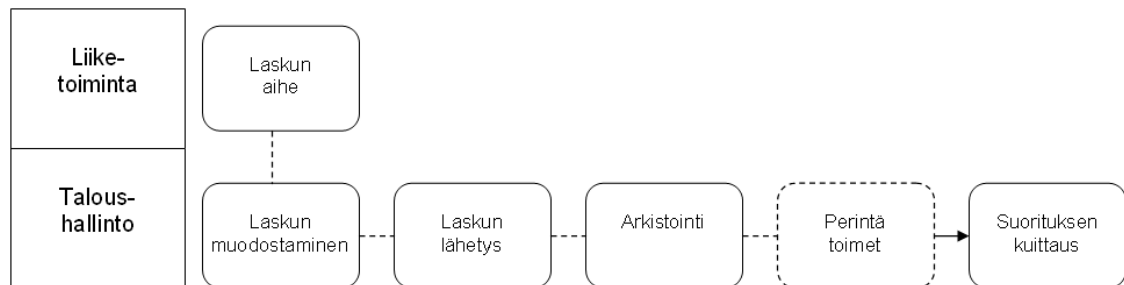 Liike-
toiminta
Laskun
aihe
Talous-
hallinto
Laskun
muodostaminen
Laskun
lähetys
Arkistointi
Perintä
toimet
Suorituksen
kuittaus